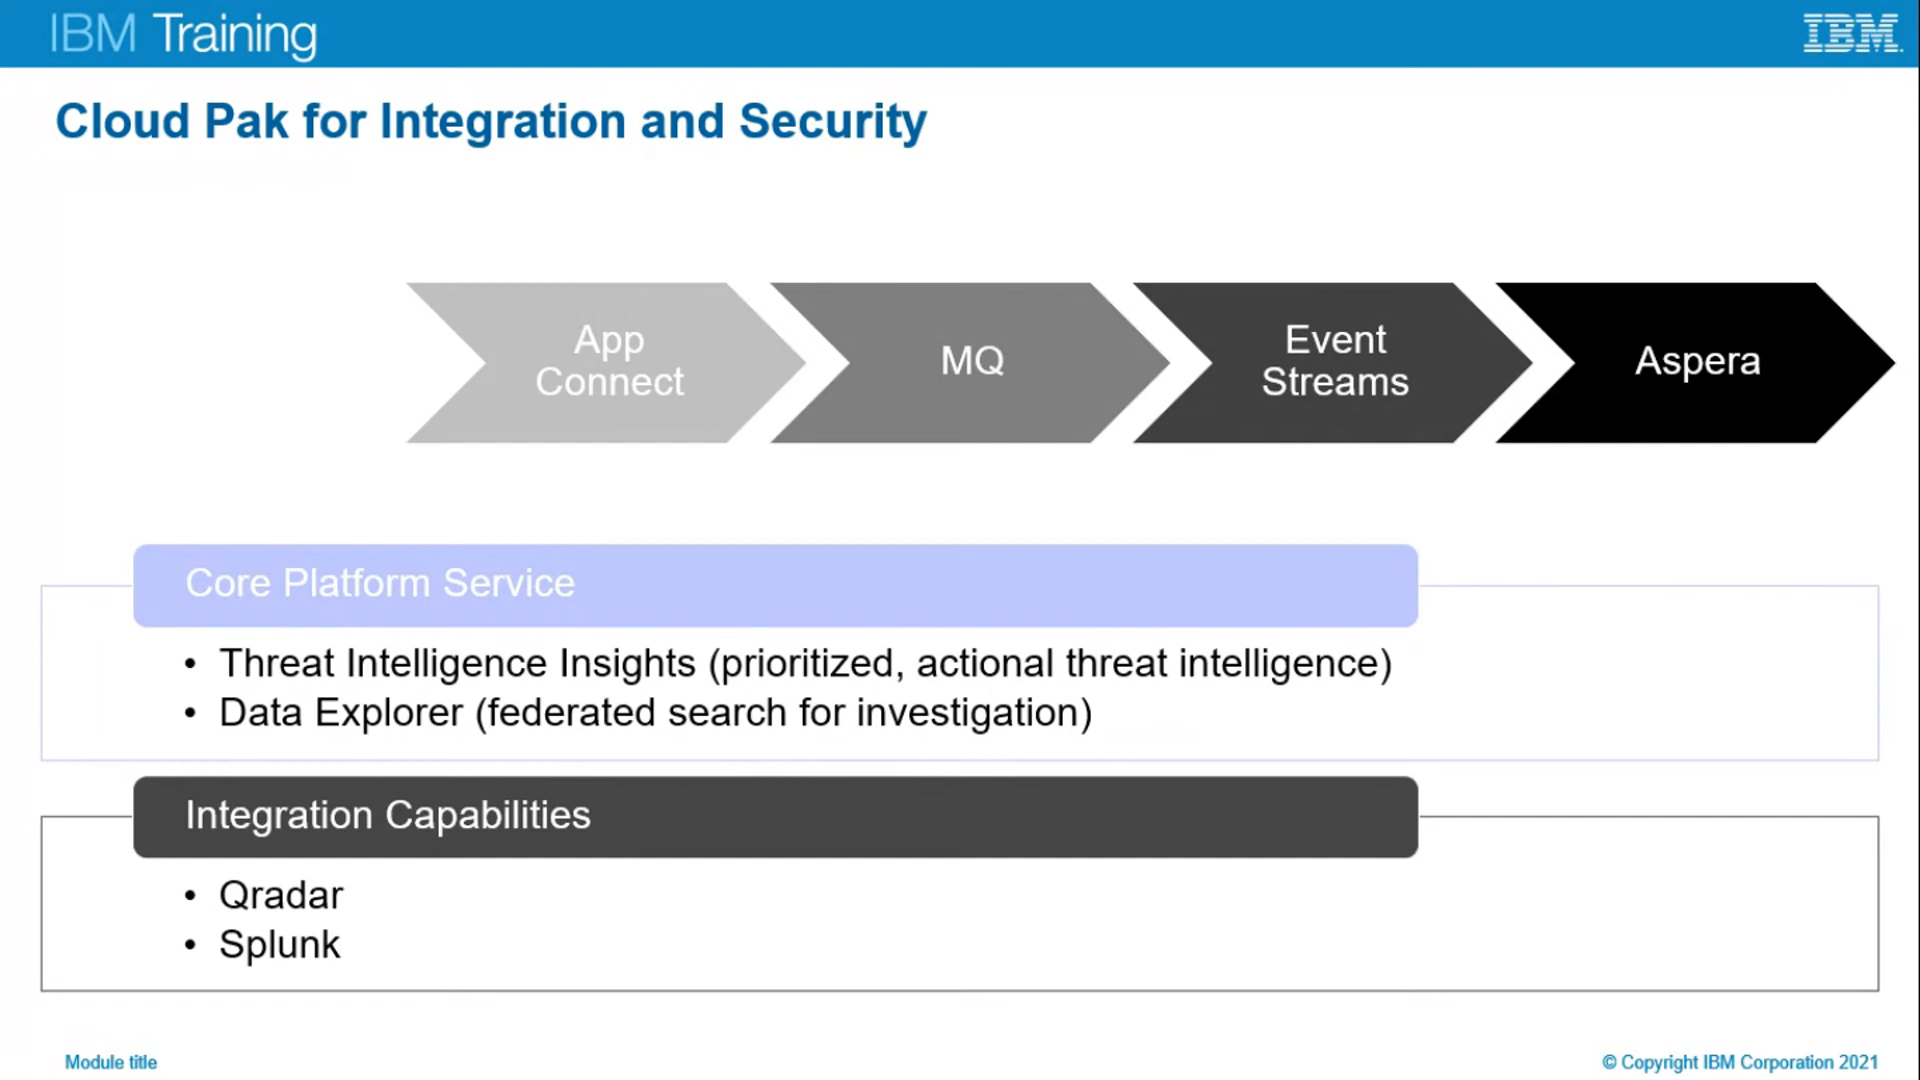 IBM Training
IBM
Cloud Pak for Integration and Security
App
Connect
MQ
Event
Streams
Aspera
Core Platform Service
• Threat Intelligence Insights (prioritized, actional threat intelligence)
• Data Explorer (federated search for investigation)
Integration Capabilities
• Qradar
• Splunk
Module title
© Copyright IBM Corporation 2021